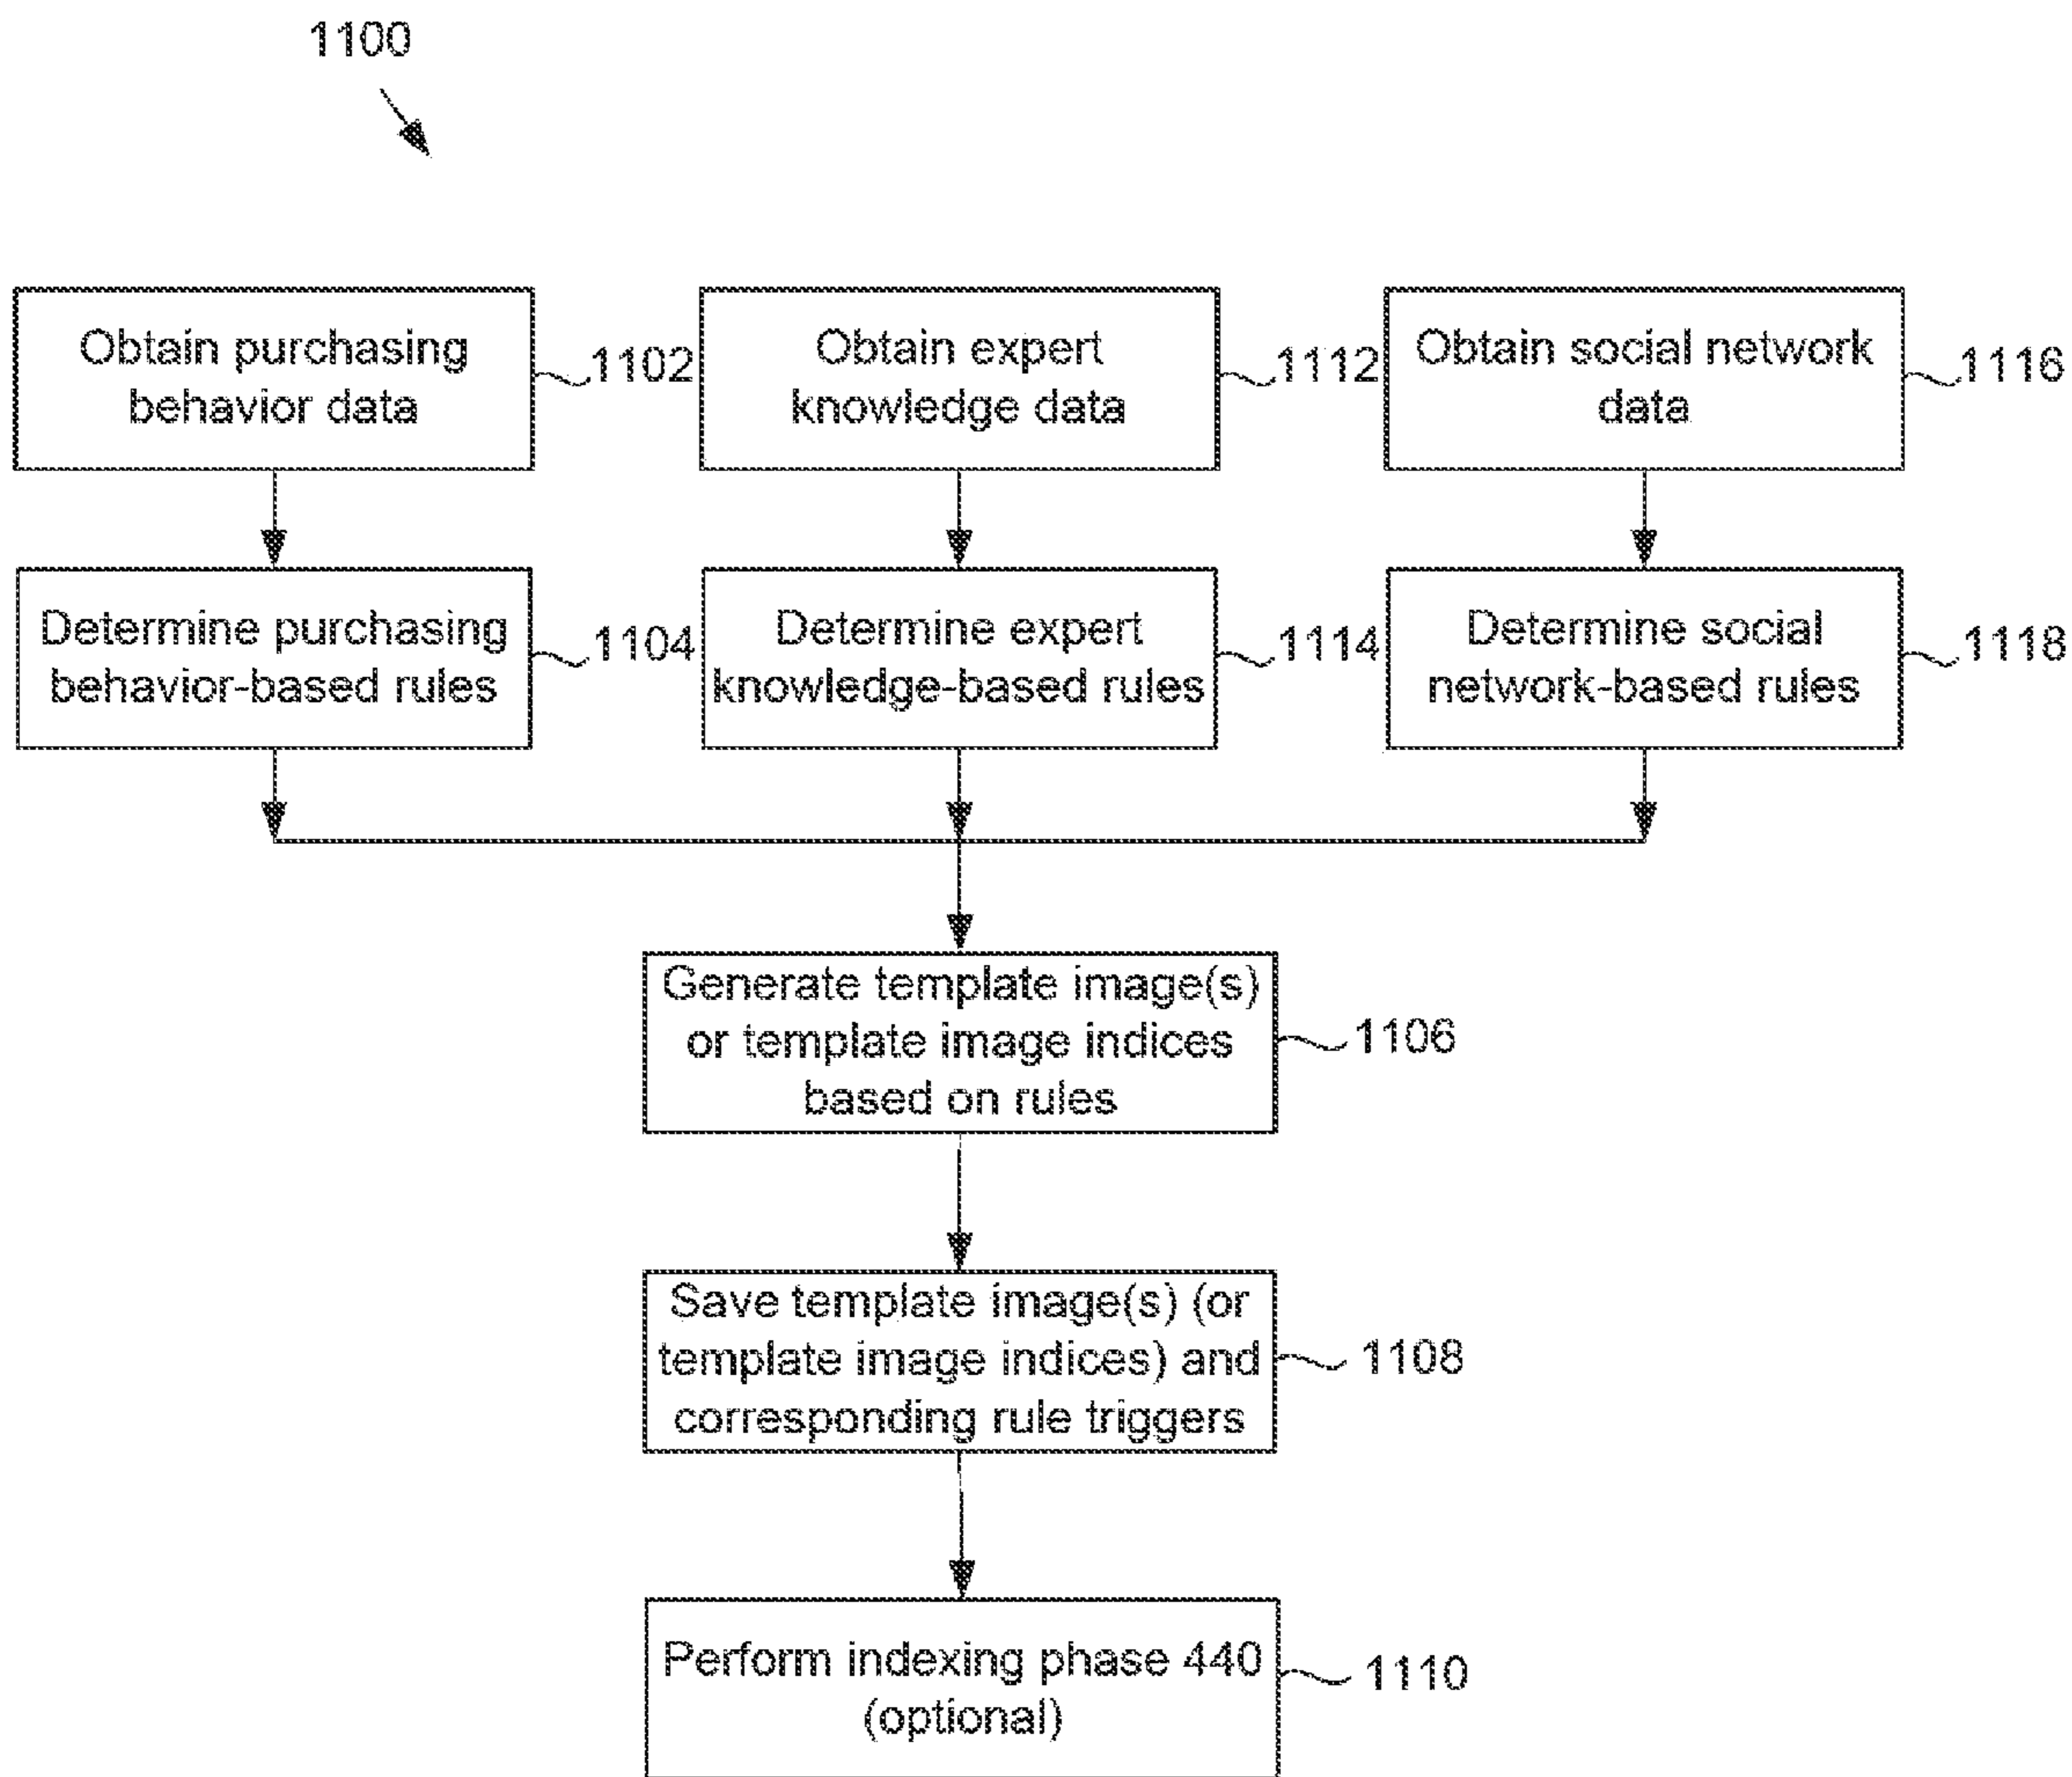 1100
Obtain purchasing
behavior data
1102
Obtain expert
knowledge data
1112
Obtain social network
data
1116
Determine purchasing
behavior-based rules
1104
Determine expert
knowledge-based rules
1114
Determine social
network-based rules
1118
Generate template image(s)
or template image indices
based on rules
1106
Save template image(s) (or
template image indices) and
corresponding rule triggers
1108
Perform indexing phase 440
(optional)
1110